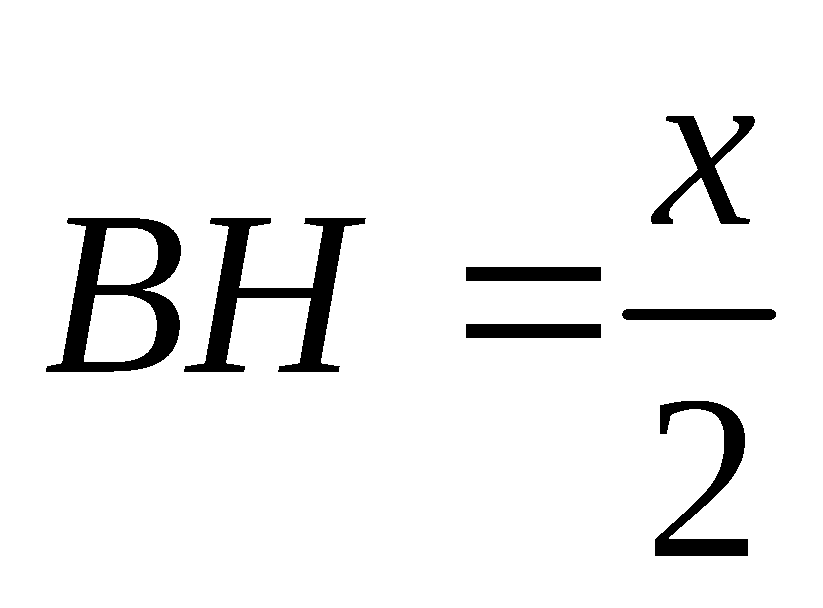 BH = x/2